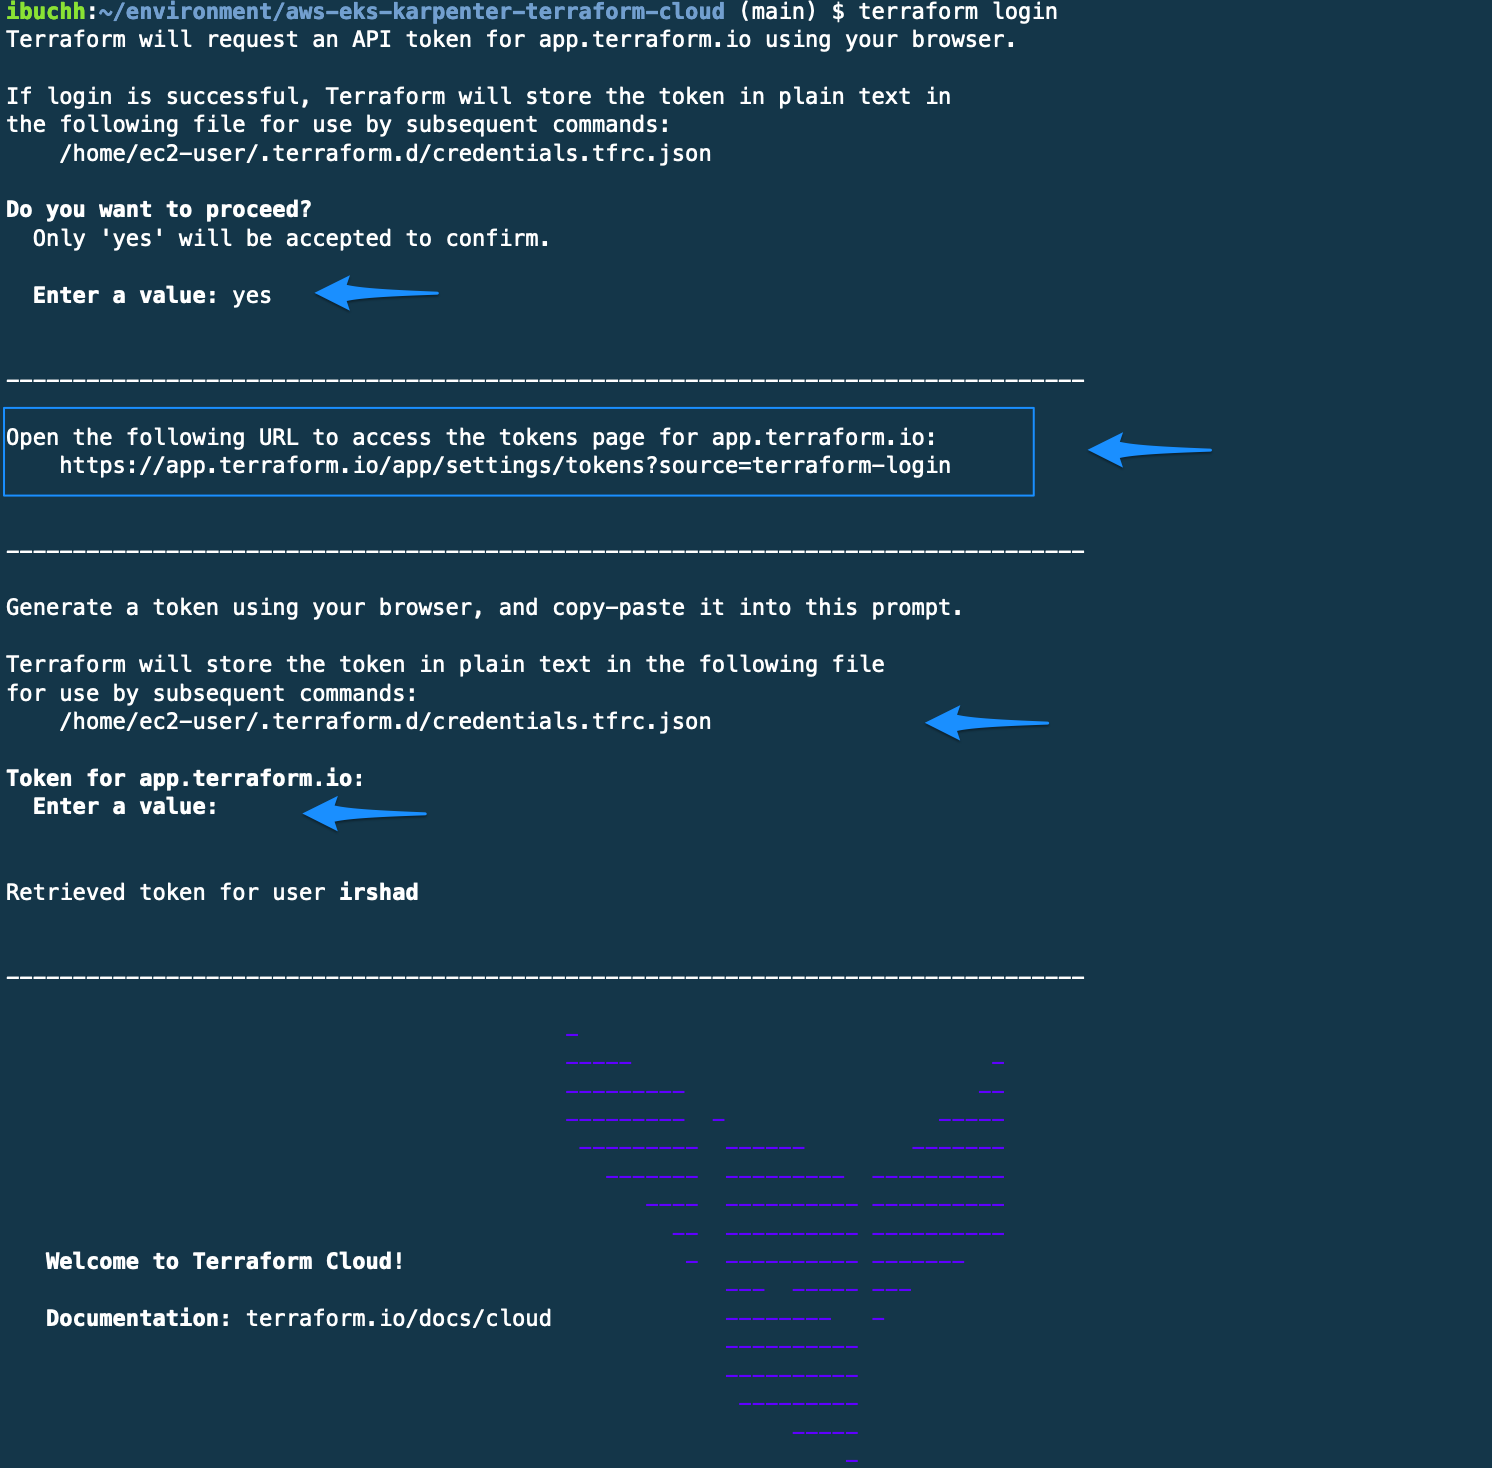 ibuchh:~/environment/aws-eks-karpenter-terraform-cloud (main) $ terraform login
Terraform will request an API token for app.terraform.io using your browser.
If login is successful, Terraform will store the token in plain text in
the following file for use by subsequent commands:
/home/ec2-user/.terraform.d/credentials.tfrc.json
Do you want to proceed?
Only 'yes' will be accepted to confirm.
Enter a value: yes
Open the following URL to access the tokens page for app.terraform.io:
https://app.terraform.io/app/settings/tokens?source=terraform-login
Generate a token using your browser, and copy-paste it into this prompt.
Terraform will store the token in plain text in the following file
for use by subsequent commands:
/home/ec2-user/.terraform.d/credentials.tfrc.json
Token for app.terraform.io:
Enter a value:
Retrieved token for user irshad
Welcome to Terraform Cloud!
Documentation: terraform.io/docs/cloud